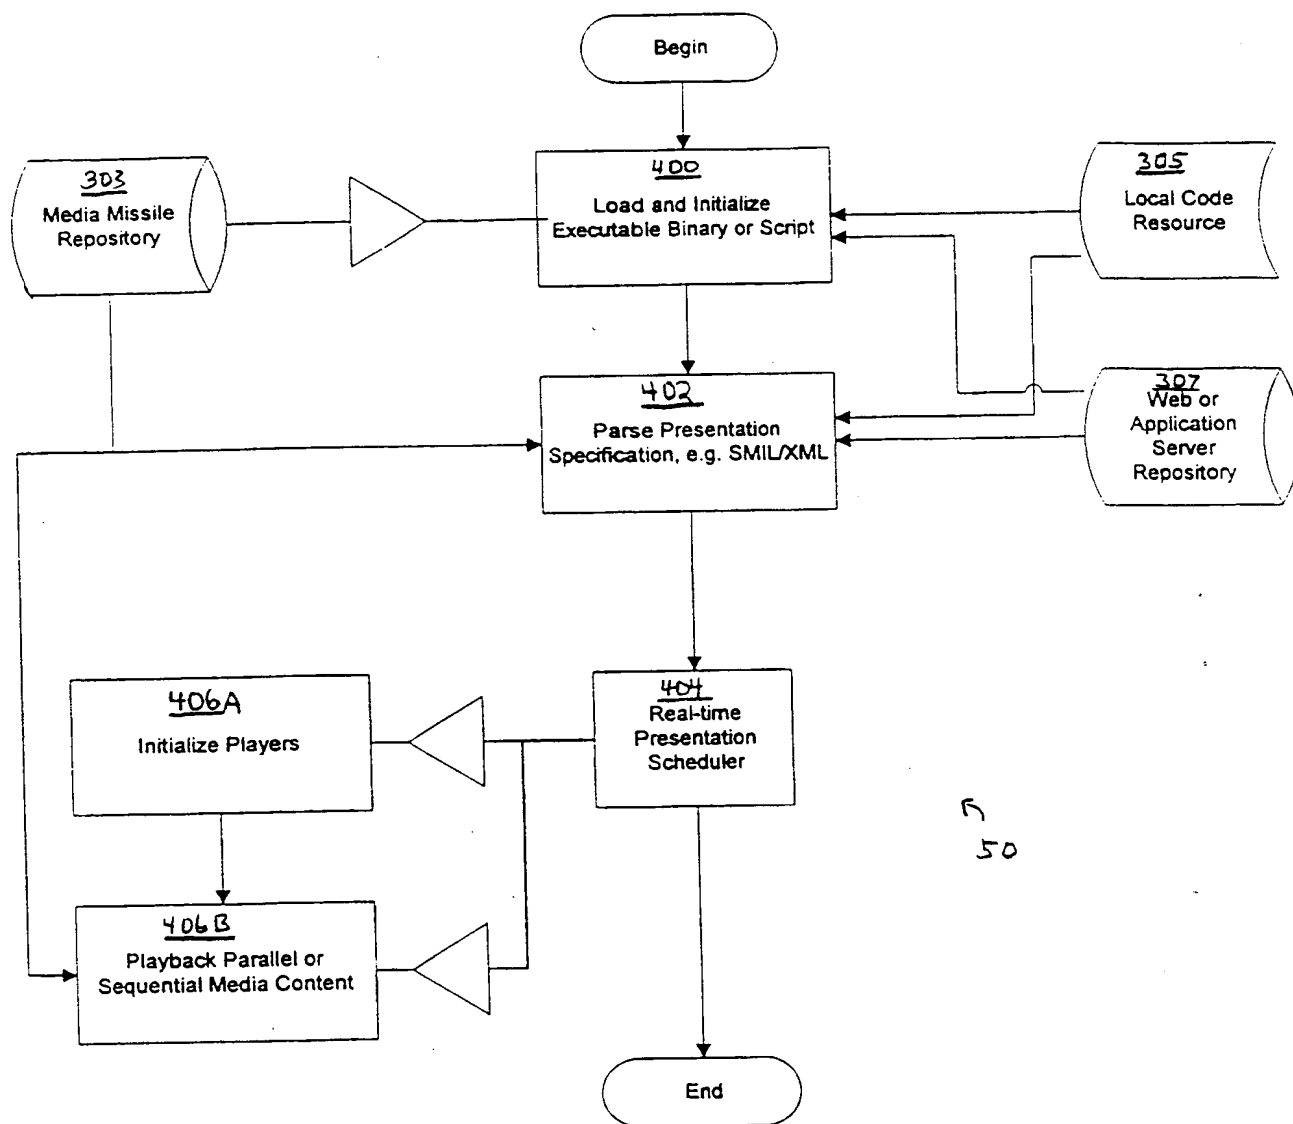 Begin
303
Media Missile
Repository
400
Load and Initialize
Executable Binary or Script
305
Local Code
Resource
402
Parse Presentation
Specification, e.g. SMIL/XML
307
Web or
Application
Server
Repository
406A
Initialize Players
404
Real-time
Presentation
Scheduler
50
406B
Playback Parallel or
Sequential Media Content
End